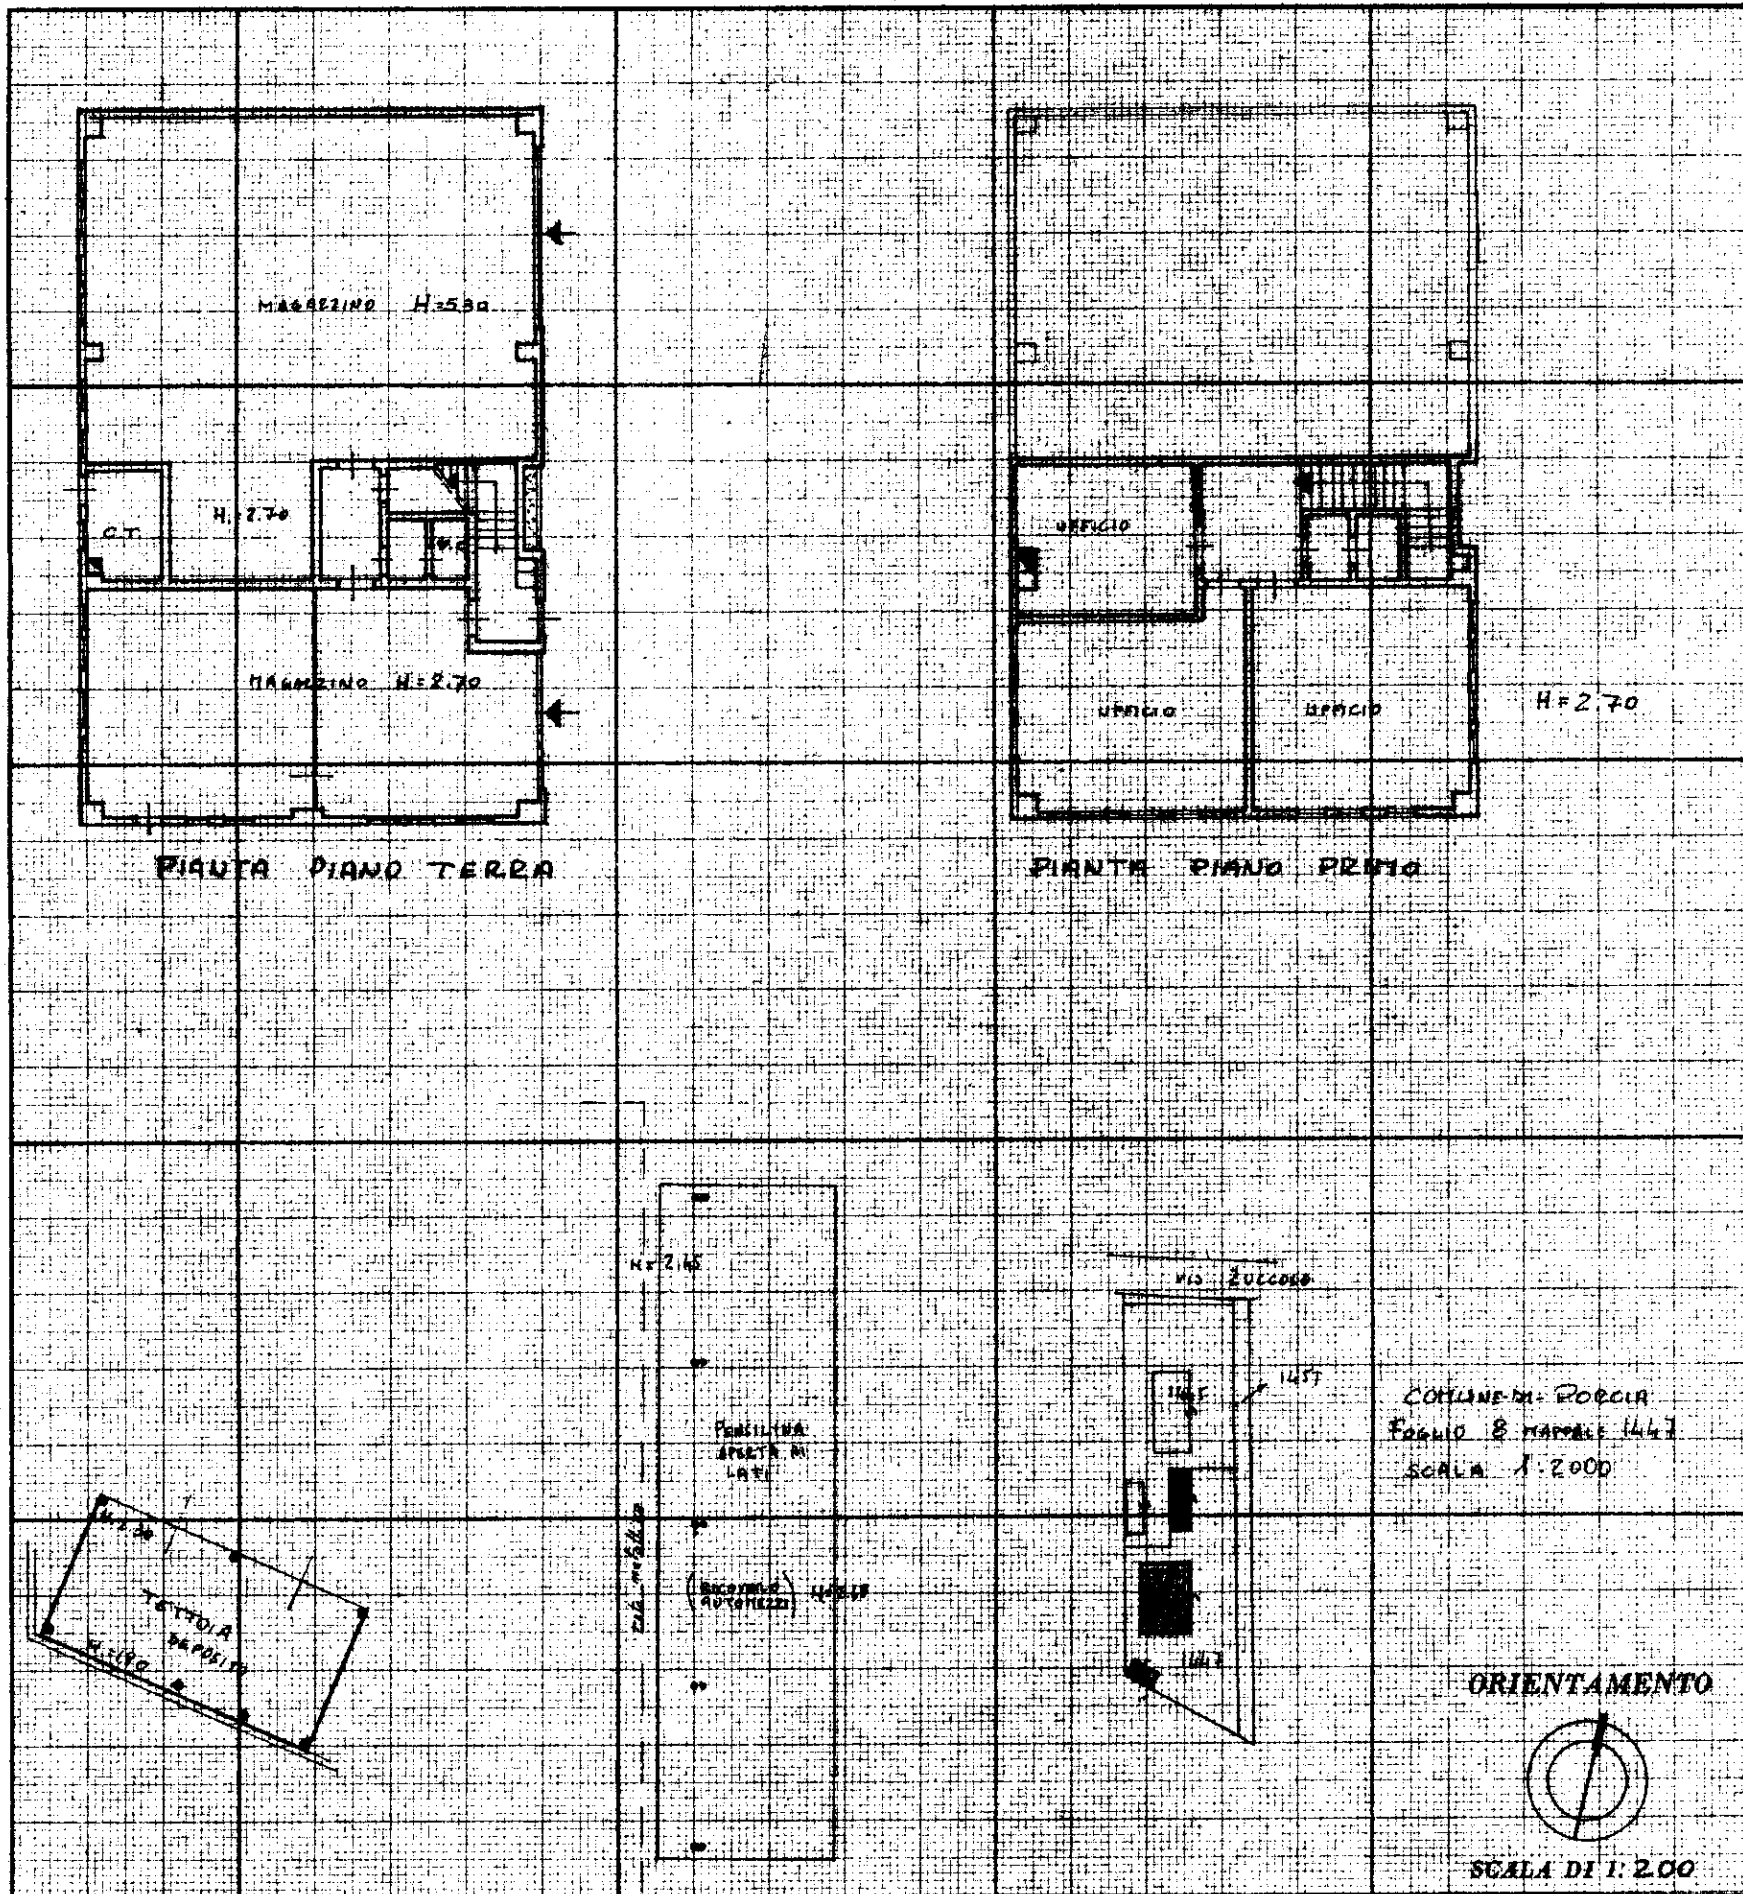 MAGAZZINO H=5.30
C.T.
H=2.70
W.C.
MAGAZZINO H=2.70
PIANTA PIANO TERRA
UFFICIO
UFFICIO
UFFICIO
H=2.70
PIANTA PIANO PRIMO
TETTOIA
DEPOSITO
H=1.90
H=2.45
PENSILINA
APERTA AI
LATI
(RICOVERO
AUTOMEZZI)
VIA ZUCCOLO
1457
1447
COMUNE DI PORCIA
FOGLIO 8 MAPPALE 1447
SCALA 1:2000
ORIENTAMENTO
SCALA DI 1:200